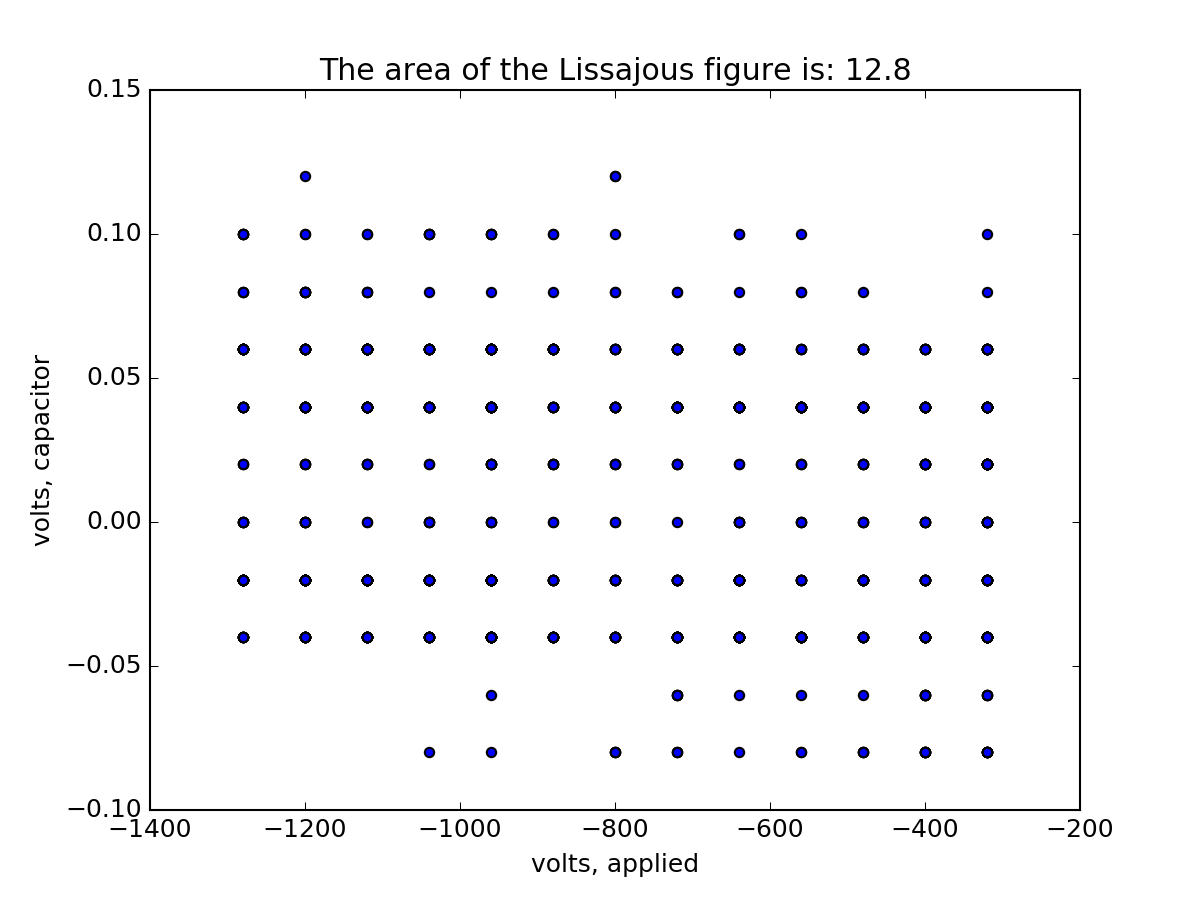 The area of the Lissajous figure is: 12.8
0.15
0.10
0.05
0.00
−0.05
−0.10
volts, capacitor
−1400 −1200 −1000 −800 −600 −400 −200
volts, applied